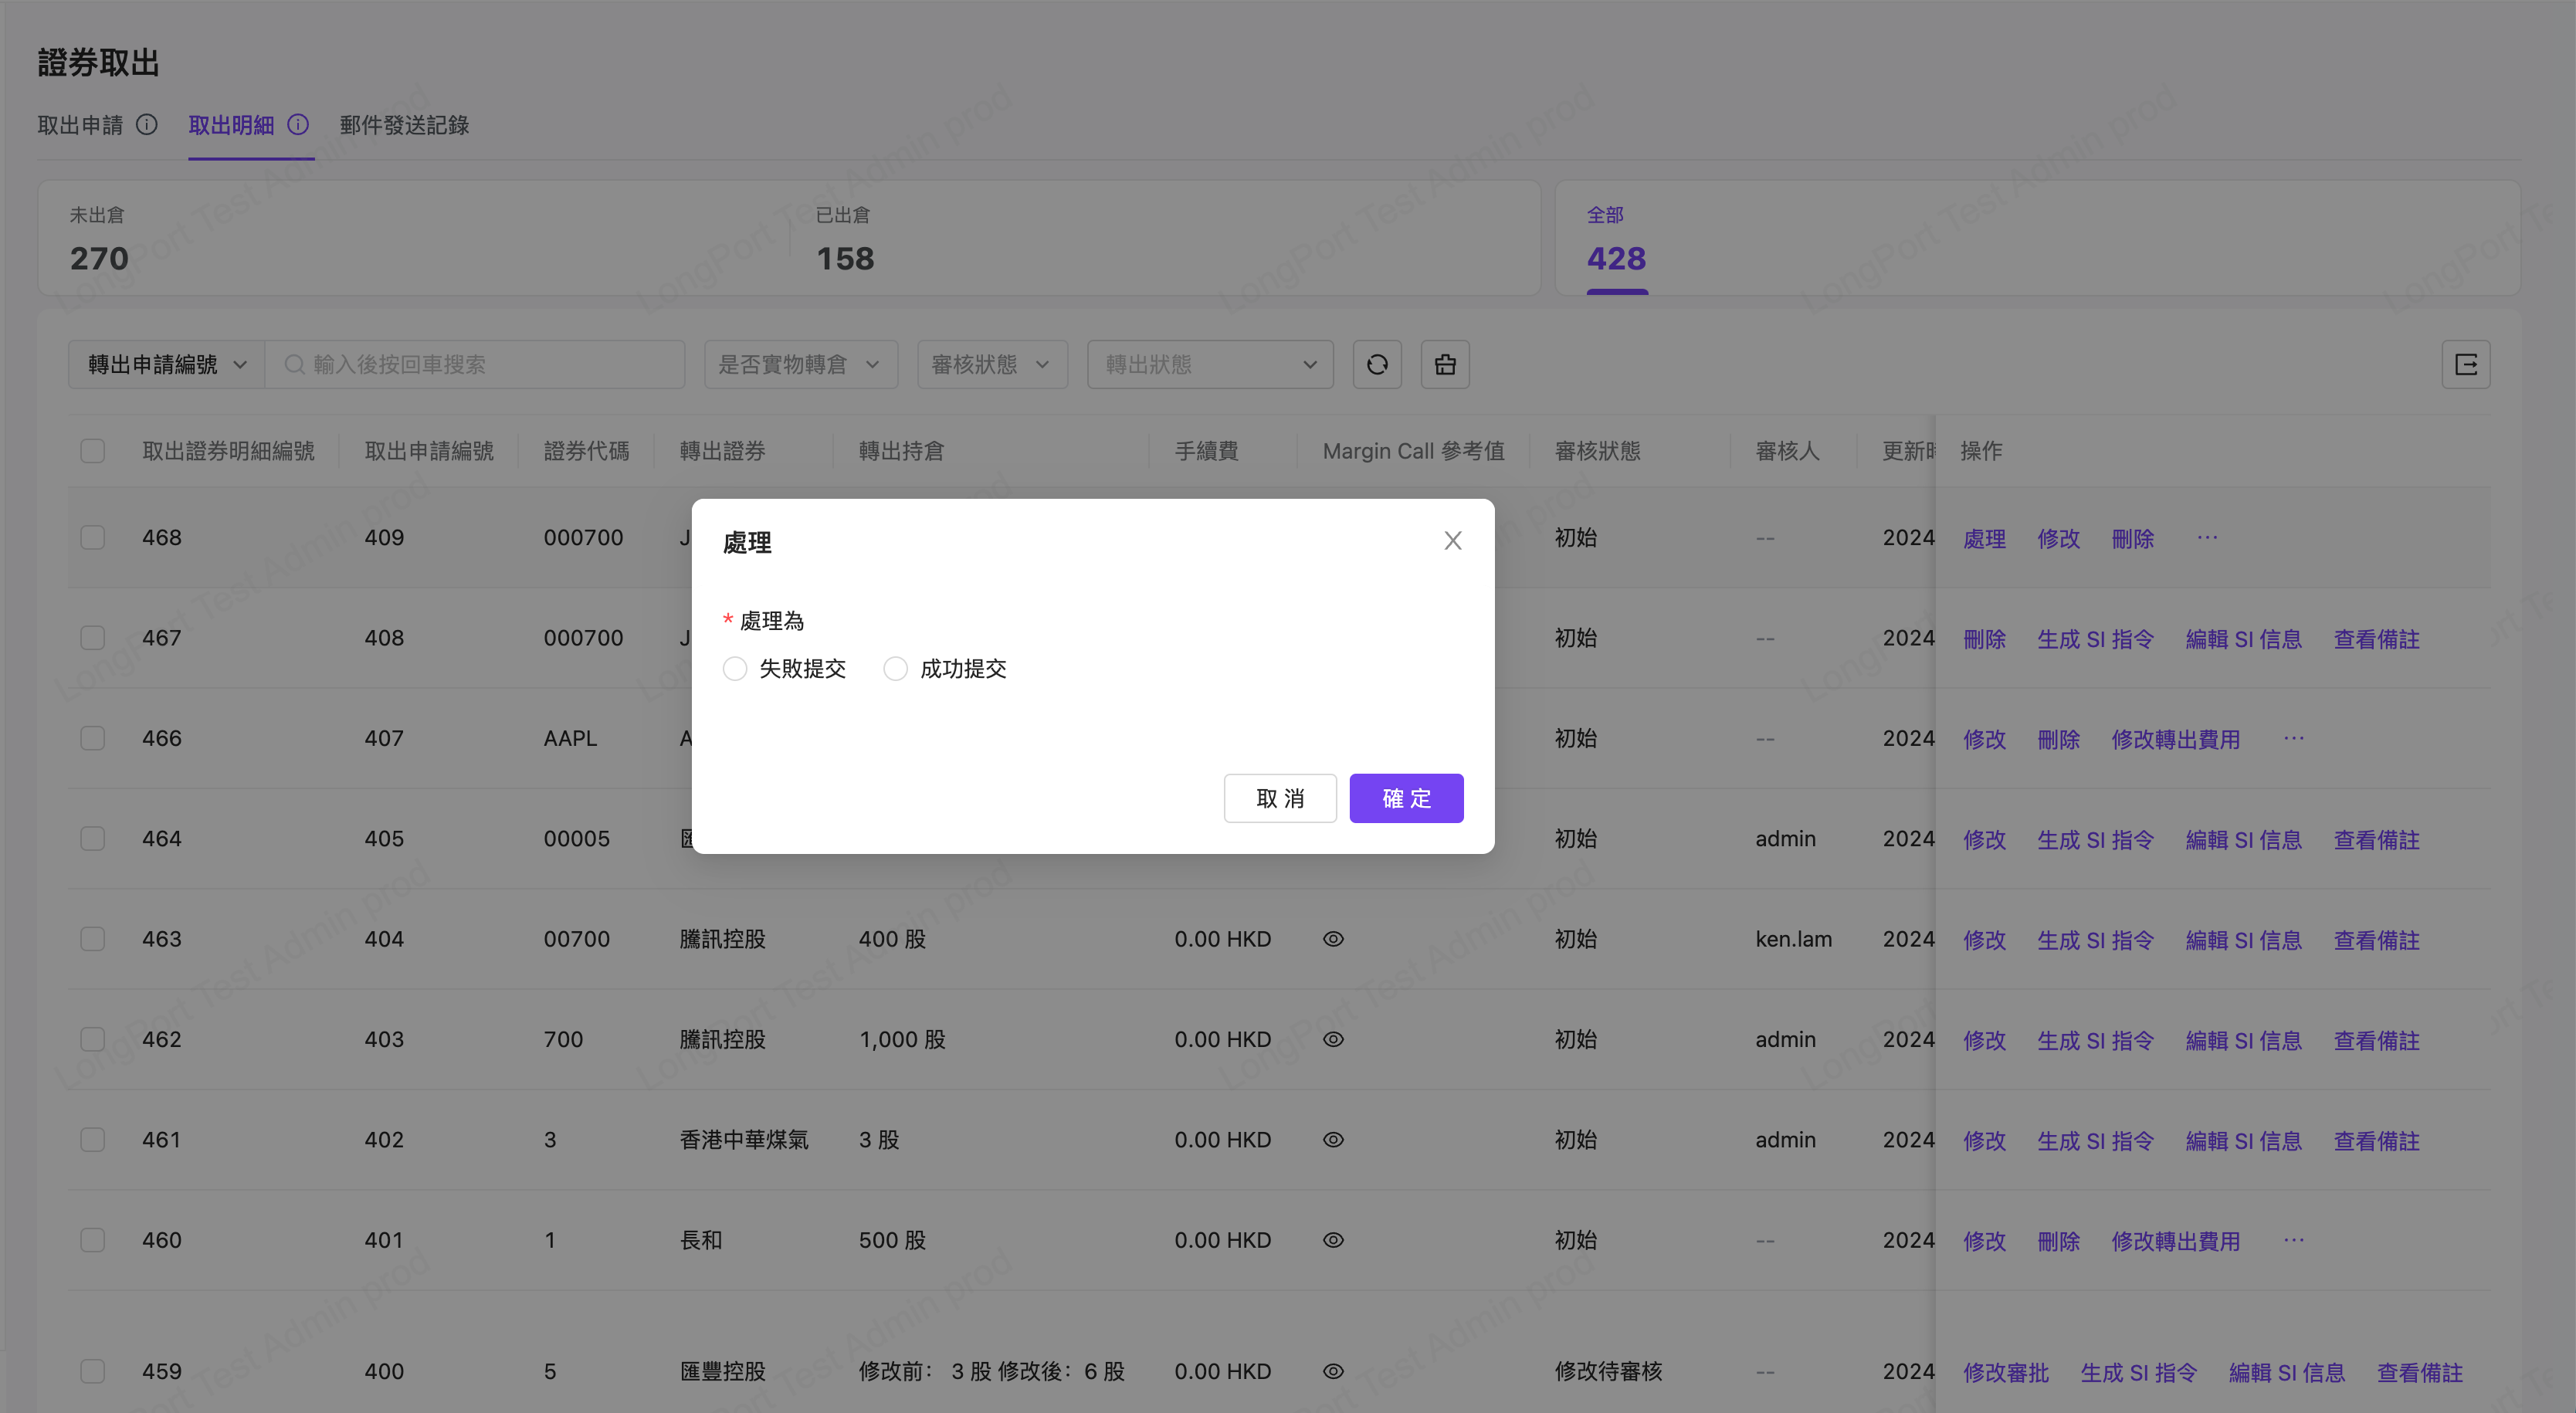 證券取出
取出申請 取出明細 郵件發送記錄
未出倉 已出倉 全部
270 158 428
轉出申請編號 輸入後按回車搜索 是否實物轉倉 審核狀態 轉出狀態
取出證券明細編號 取出申請編號 證券代碼 轉出證券 轉出持倉 手續費 Margin Call 參考值 審核狀態 審核人 更新時 操作
468 409 000700 J 初始 -- 2024 處理 修改 刪除 ...
467 408 000700 J 初始 -- 2024 刪除 生成 SI 指令 編輯 SI 信息 查看備註
466 407 AAPL A 初始 -- 2024 修改 刪除 修改轉出費用 ...
464 405 00005 匯 初始 admin 2024 修改 生成 SI 指令 編輯 SI 信息 查看備註
463 404 00700 騰訊控股 400 股 0.00 HKD 初始 ken.lam 2024 修改 生成 SI 指令 編輯 SI 信息 查看備註
462 403 700 騰訊控股 1,000 股 0.00 HKD 初始 admin 2024 修改 生成 SI 指令 編輯 SI 信息 查看備註
461 402 3 香港中華煤氣 3 股 0.00 HKD 初始 admin 2024 修改 生成 SI 指令 編輯 SI 信息 查看備註
460 401 1 長和 500 股 0.00 HKD 初始 -- 2024 修改 刪除 修改轉出費用 ...
459 400 5 匯豐控股 修改前： 3 股 修改後：6 股 0.00 HKD 修改待審核 -- 2024 修改審批 生成 SI 指令 編輯 SI 信息 查看備註
處理
* 處理為
失敗提交 成功提交
取 消 確 定
LongPort Test Admin prod